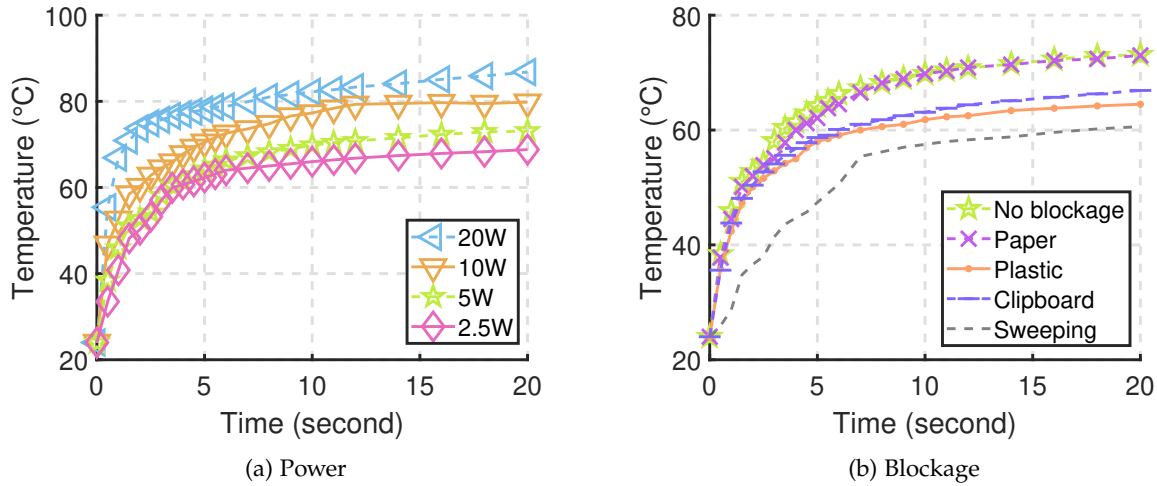 100
80
60
40
20
Temperature (°C)
0
5
10
15
20
Time (second)
20W
10W
5W
2.5W
(a) Power
80
60
40
20
Temperature (°C)
0
5
10
15
20
Time (second)
No blockage
Paper
Plastic
Clipboard
Sweeping
(b) Blockage